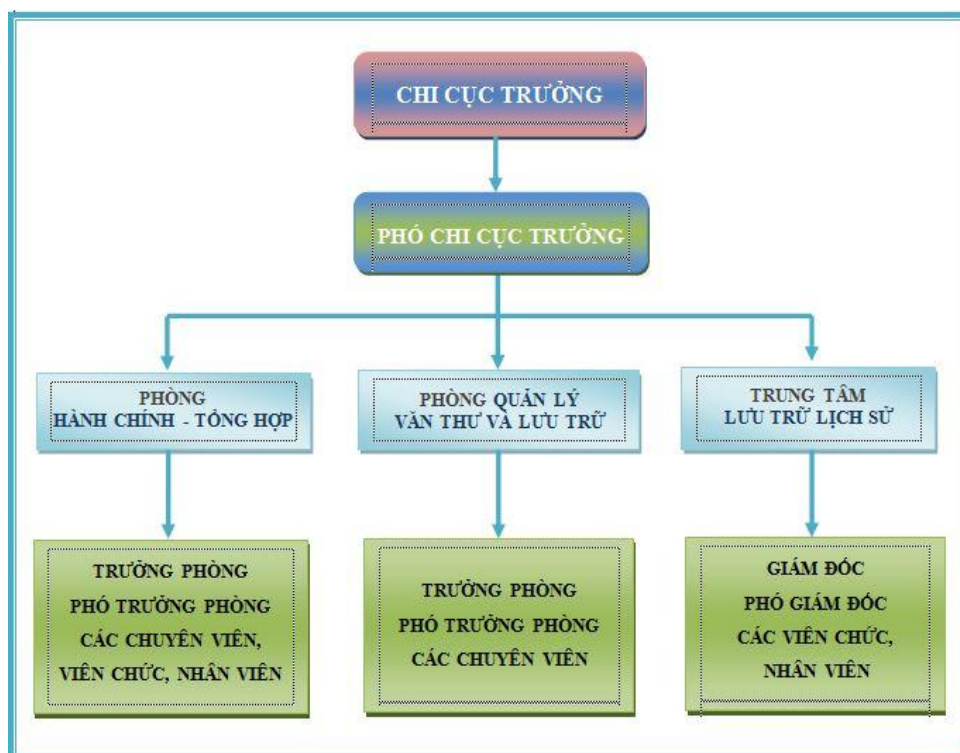 CHI CỤC TRƯỞNG
PHÓ CHI CỤC TRƯỞNG
PHÒNG
HÀNH CHÍNH - TỔNG HỢP
PHÒNG QUẢN LÝ
VĂN THƯ VÀ LƯU TRỮ
TRUNG TÂM
LƯU TRỮ LỊCH SỬ
TRƯỞNG PHÒNG
PHÓ TRƯỞNG PHÒNG
CÁC CHUYÊN VIÊN,
VIÊN CHỨC, NHÂN VIÊN
TRƯỞNG PHÒNG
PHÓ TRƯỞNG PHÒNG
CÁC CHUYÊN VIÊN
GIÁM ĐỐC
PHÓ GIÁM ĐỐC
CÁC VIÊN CHỨC,
NHÂN VIÊN